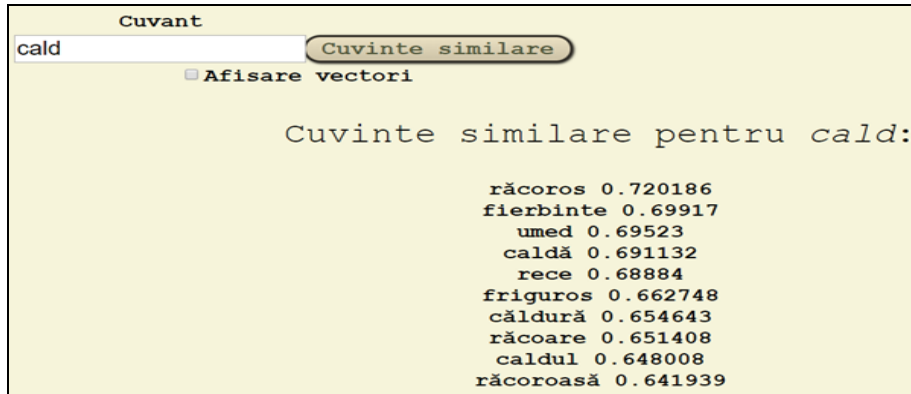 Cuvant
cald Cuvinte similare
Afisare vectori
Cuvinte similare pentru cald:
răcoros 0.720186
fierbinte 0.69917
umed 0.69523
caldă 0.691132
rece 0.68884
friguros 0.662748
căldură 0.654643
răcoare 0.651408
caldul 0.648008
răcoroasă 0.641939